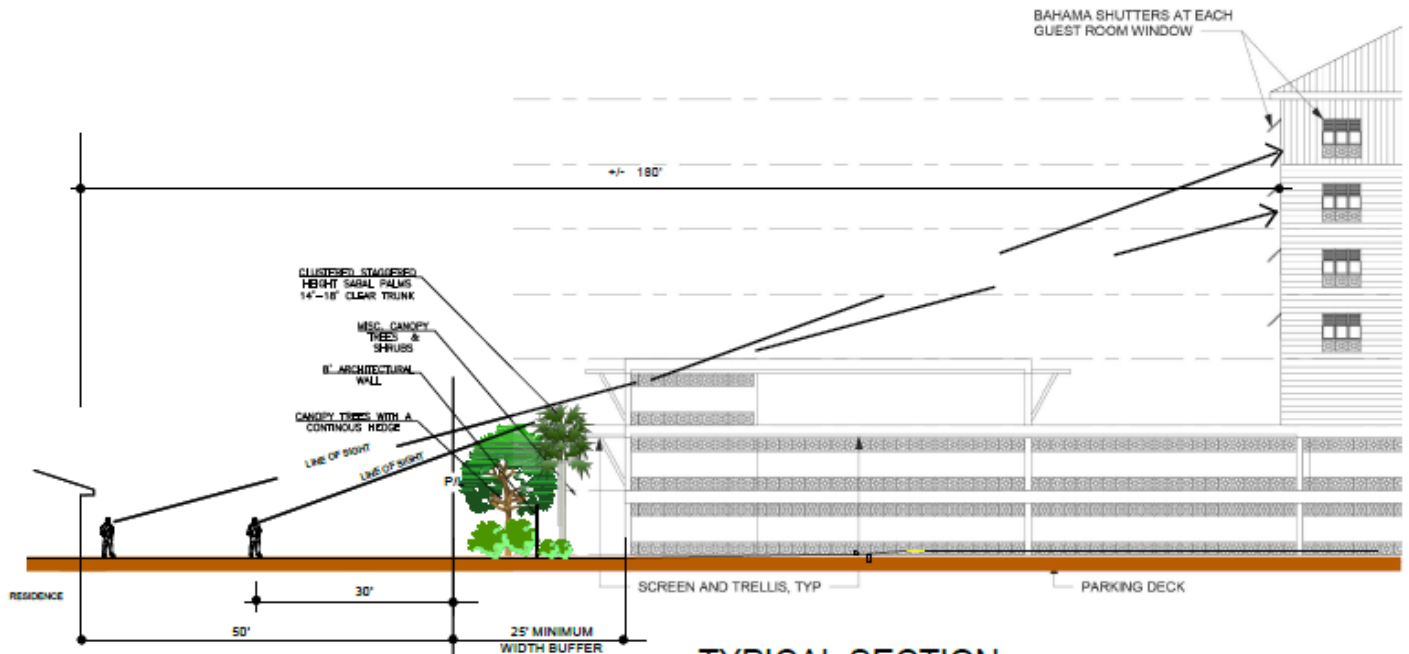 BAHAMA SHUTTERS AT EACH
GUEST ROOM WINDOW
+/- 180'
CLUSTERED STAGGERED
HEIGHT SABAL PALMS
14'-18' CLEAR TRUNK
MISC. CANOPY
TREES &
SHRUBS
8' ARCHITECTURAL
WALL
CANOPY TREES WITH A
CONTINOUS HEDGE
LINE OF SIGHT
LINE OF SIGHT
P/L
SCREEN AND TRELLIS, TYP
PARKING DECK
RESIDENCE
30'
50'
25' MINIMUM
WIDTH BUFFER
TYPICAL SECTION